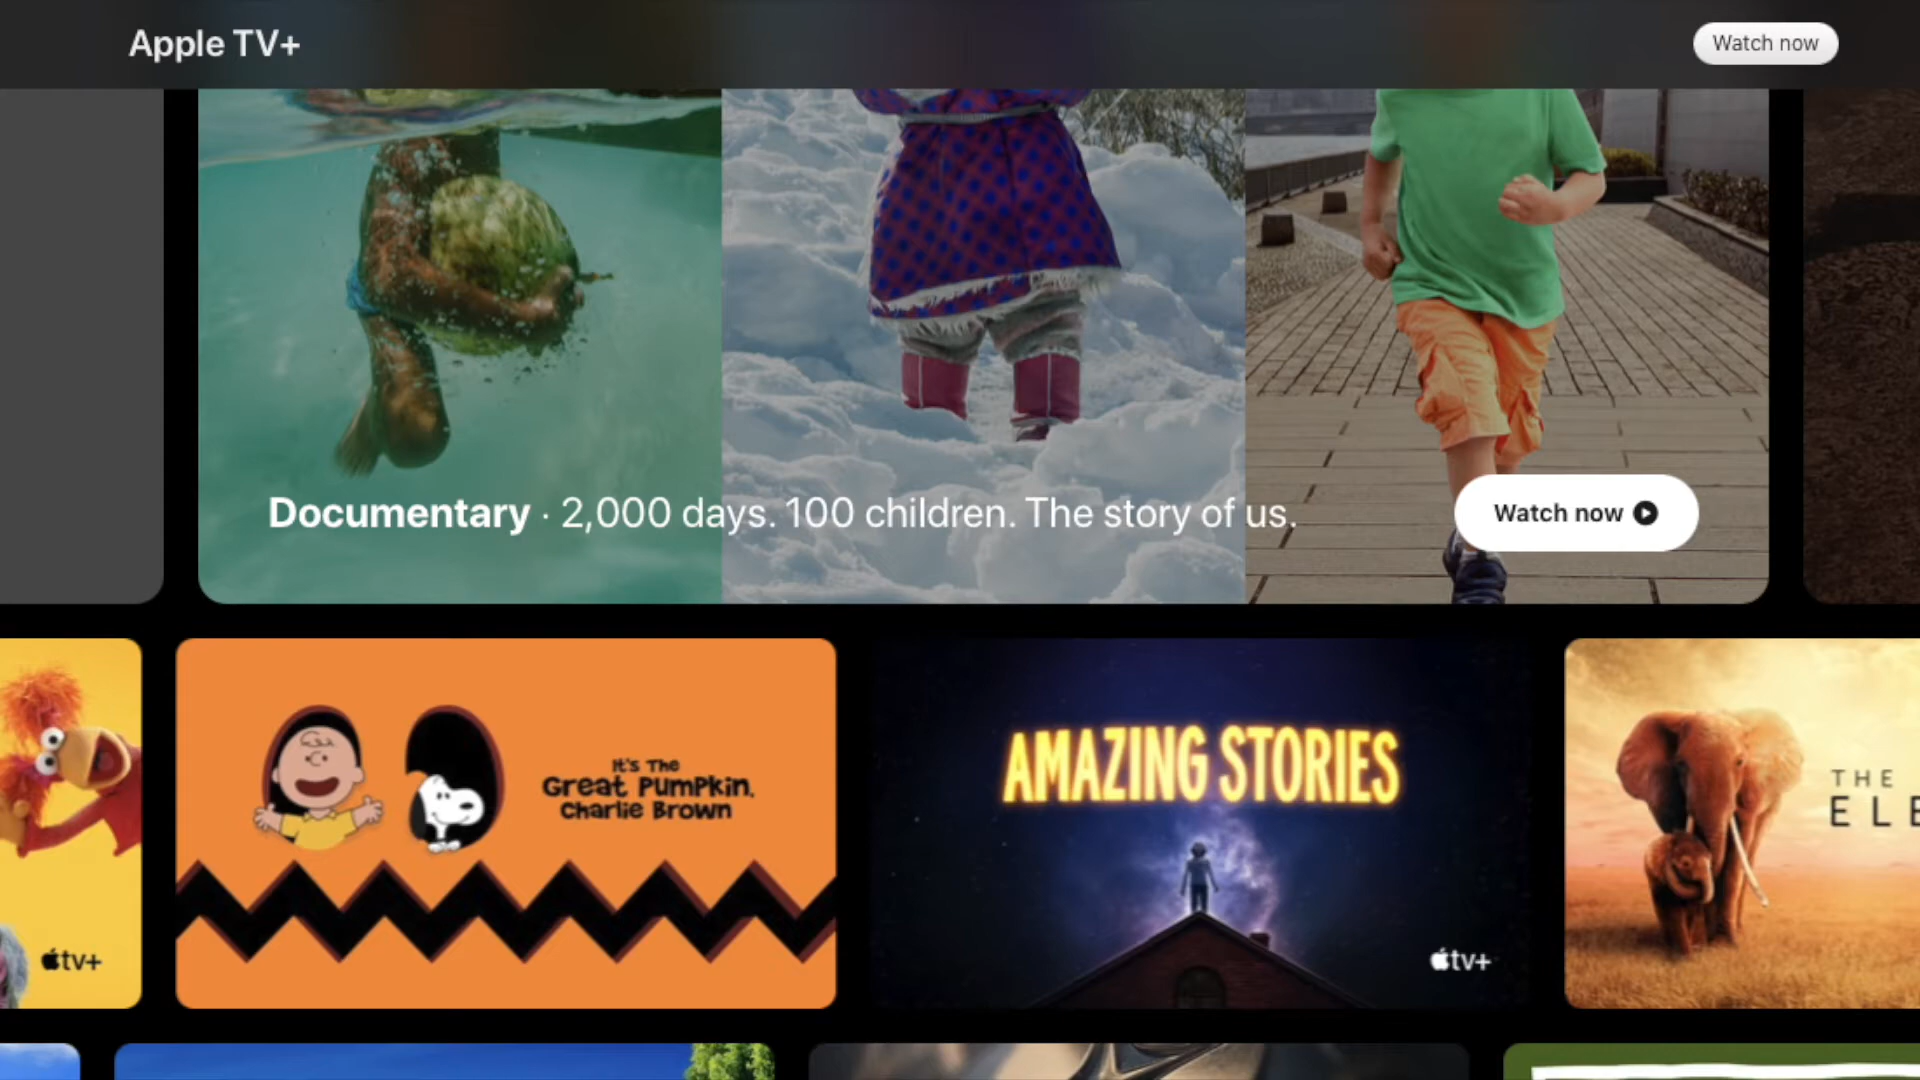 Apple TV+
Watch now
Documentary · 2,000 days. 100 children. The story of us.
Watch now
It's The
Great Pumpkin,
Charlie Brown
AMAZING STORIES
THE
ELE
tv+
tv+